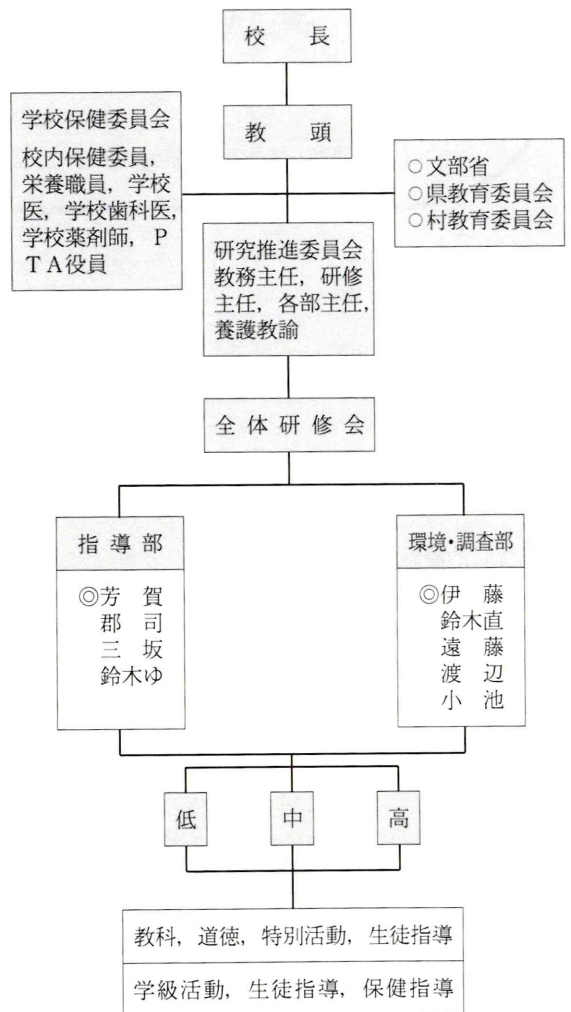 校　長
教　頭
学校保健委員会
校内保健委員，
栄養職員，学校
医，学校歯科医，
学校薬剤師，Ｐ
ＴＡ役員
○文部省
○県教育委員会
○村教育委員会
研究推進委員会
教務主任，研修
主任，各部主任，
養護教諭
全体研修会
指導部
◎芳　賀
郡　司
三　坂
鈴木ゆ
環境・調査部
◎伊　藤
鈴木直
遠　藤
渡　辺
小　池
低
中
高
教科，道徳，特別活動，生徒指導
学級活動，生徒指導，保健指導